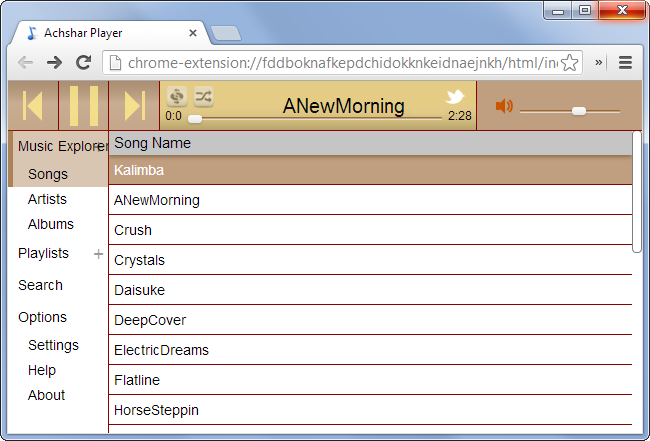 Achshar Player
chrome-extension://fddboknafkepdchidokknkeidnaejnkh/html/in
ANewMorning
0:0
2:28
Music Explorer
Songs
Artists
Albums
Playlists +
Search
Options
Settings
Help
About
Song Name
Kalimba
ANewMorning
Crush
Crystals
Daisuke
DeepCover
ElectricDreams
Flatline
HorseSteppin